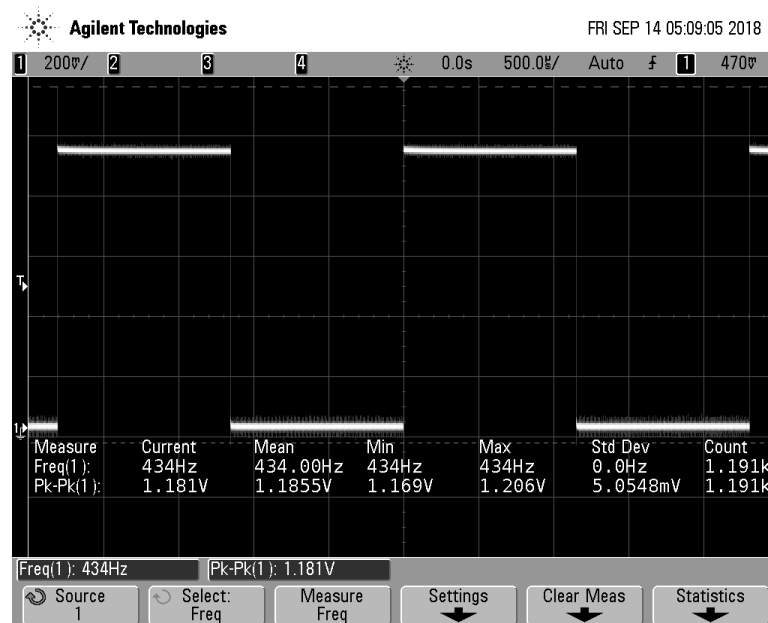 Agilent Technologies FRI SEP 14 05:09:05 2018
1 200mV/ 2 3 4 0.0s 500.0µs/ Auto 1 470mV
T
1
Measure Current Mean Min Max Std Dev Count
Freq(1): 434Hz 434.00Hz 434Hz 434Hz 0.0Hz 1.191k
Pk-Pk(1): 1.181V 1.1855V 1.169V 1.206V 5.0548mV 1.191k
Freq(1): 434Hz Pk-Pk(1): 1.181V
Source Select: Measure Settings Clear Meas Statistics
1 Freq Freq